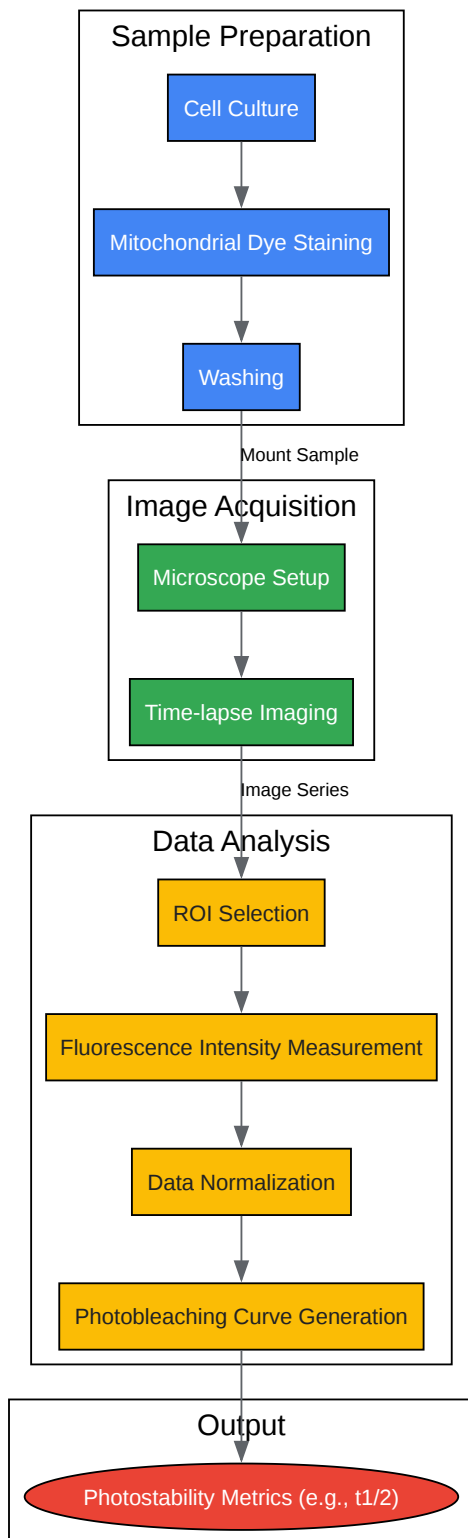 Sample Preparation
Cell Culture
Mitochondrial Dye Staining
Washing
Mount Sample
Image Acquisition
Microscope Setup
Time-lapse Imaging
Image Series
Data Analysis
ROI Selection
Fluorescence Intensity Measurement
Data Normalization
Photobleaching Curve Generation
Output
Photostability Metrics (e.g., t1/2)